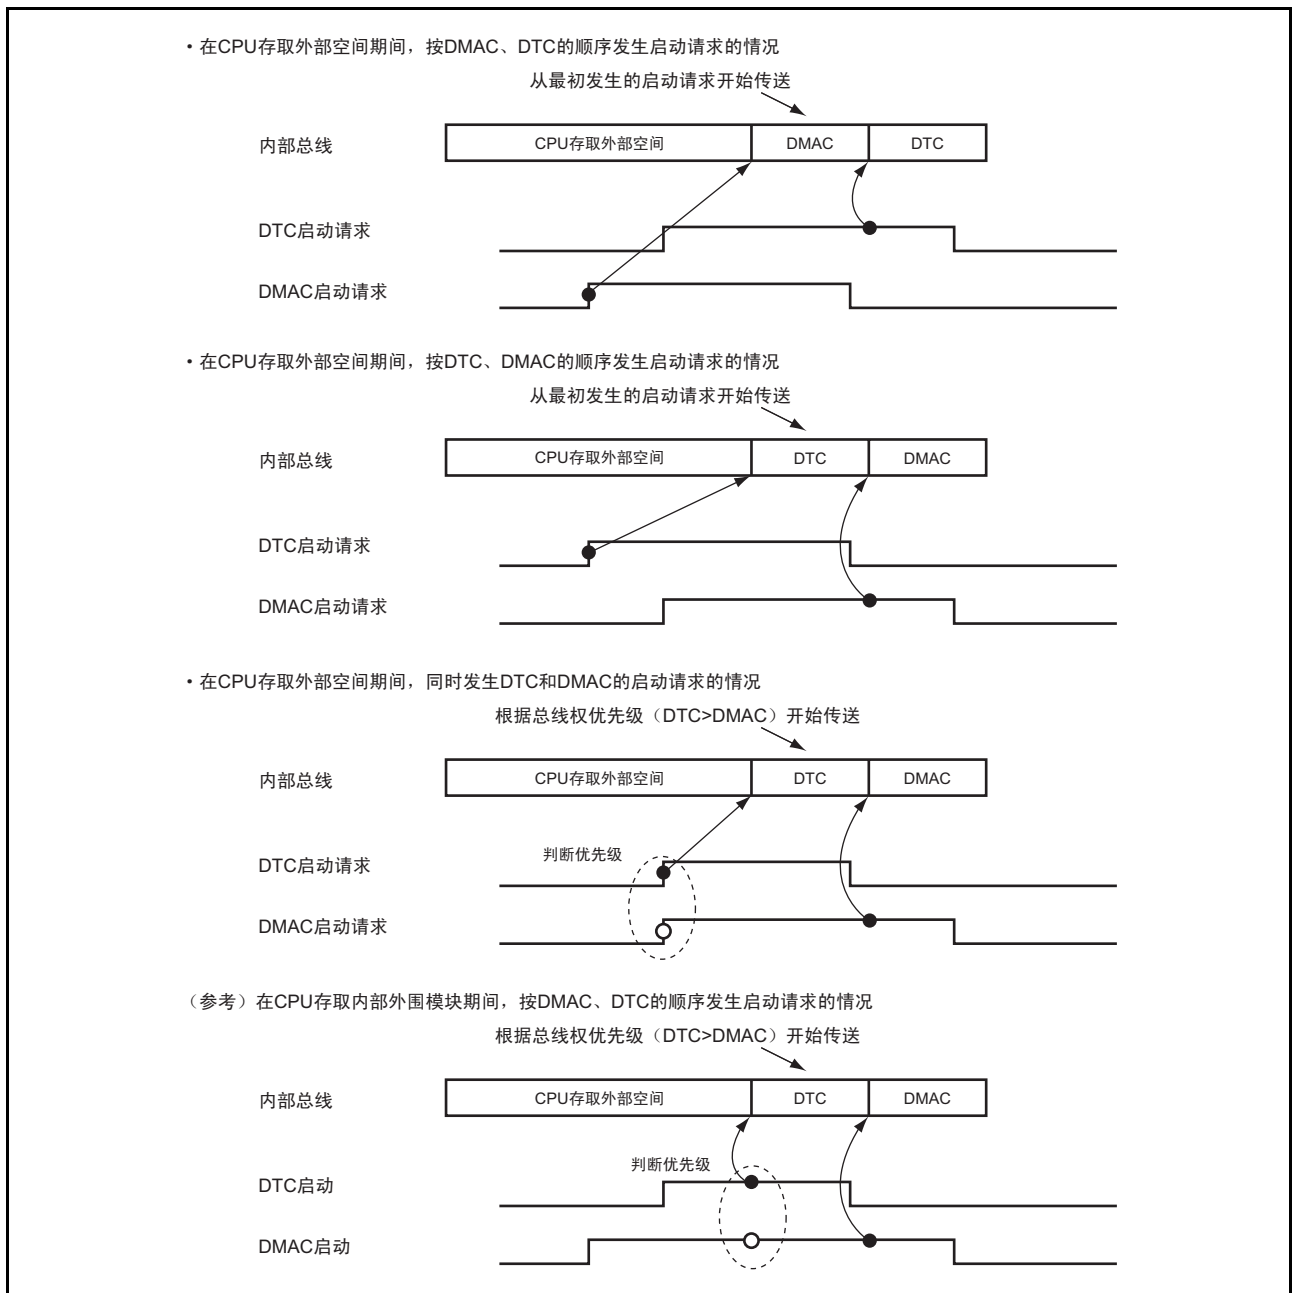 •在CPU存取外部空间期间，按DMAC、DTC的顺序发生启动请求的情况
从最初发生的启动请求开始传送
内部总线 CPU存取外部空间 DMAC DTC
DTC启动请求
DMAC启动请求
•在CPU存取外部空间期间，按DTC、DMAC的顺序发生启动请求的情况
从最初发生的启动请求开始传送
内部总线 CPU存取外部空间 DTC DMAC
DTC启动请求
DMAC启动请求
•在CPU存取外部空间期间，同时发生DTC和DMAC的启动请求的情况
根据总线权优先级（DTC>DMAC）开始传送
内部总线 CPU存取外部空间 DTC DMAC
判断优先级
DTC启动请求
DMAC启动请求
（参考）在CPU存取内部外围模块期间，按DMAC、DTC的顺序发生启动请求的情况
根据总线权优先级（DTC>DMAC）开始传送
内部总线 CPU存取外部空间 DTC DMAC
判断优先级
DTC启动
DMAC启动